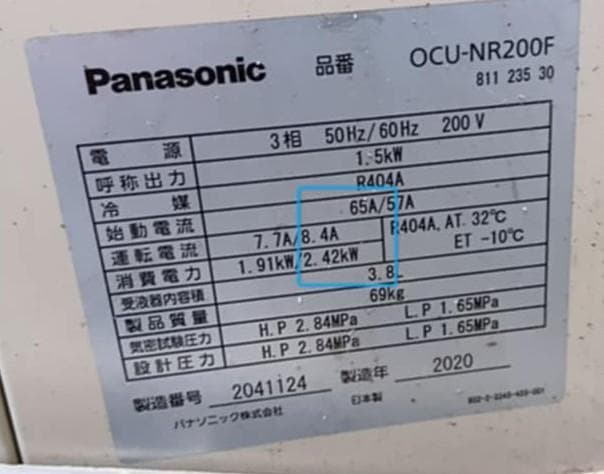 Panasonic 品番 OCU-NR200F
811 235 30
電源 3相 50Hz/60Hz 200V
呼称出力 1.5kW
冷媒 R404A
始動電流 65A/57A
運転電流 7.7A/8.4A R404A, AT. 32℃
消費電力 1.91kW/2.42kW ET -10℃
受液器内容積 3.8L
製品質量 69kg
気密試験圧力 H.P 2.84MPa L.P 1.65MPa
設計圧力 H.P 2.84MPa L.P 1.65MPa
製造番号 2041124 製造年 2020
パナソニック株式会社 日本製